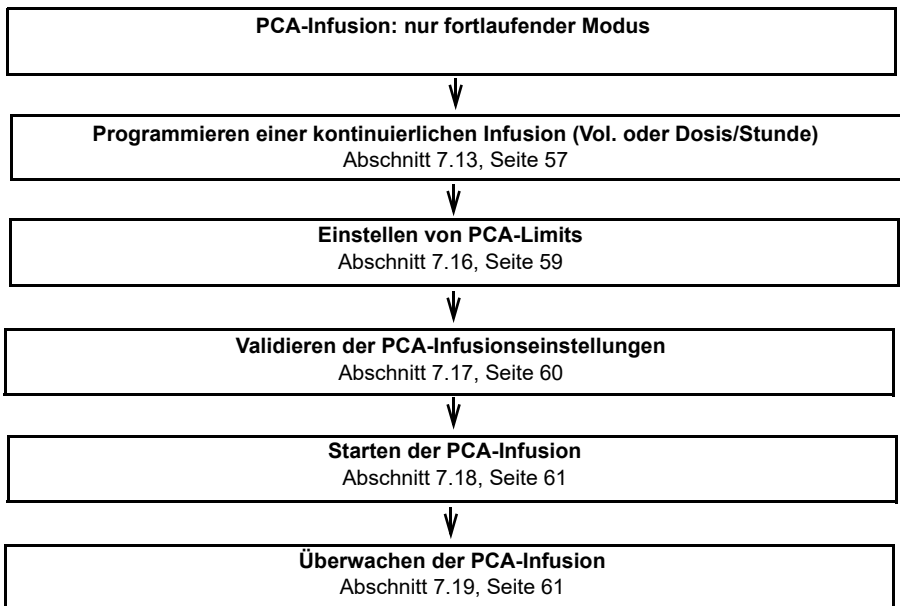 PCA-Infusion: nur fortlaufender Modus
Programmieren einer kontinuierlichen Infusion (Vol. oder Dosis/Stunde)
Abschnitt 7.13, Seite 57
Einstellen von PCA-Limits
Abschnitt 7.16, Seite 59
Validieren der PCA-Infusionseinstellungen
Abschnitt 7.17, Seite 60
Starten der PCA-Infusion
Abschnitt 7.18, Seite 61
Überwachen der PCA-Infusion
Abschnitt 7.19, Seite 61